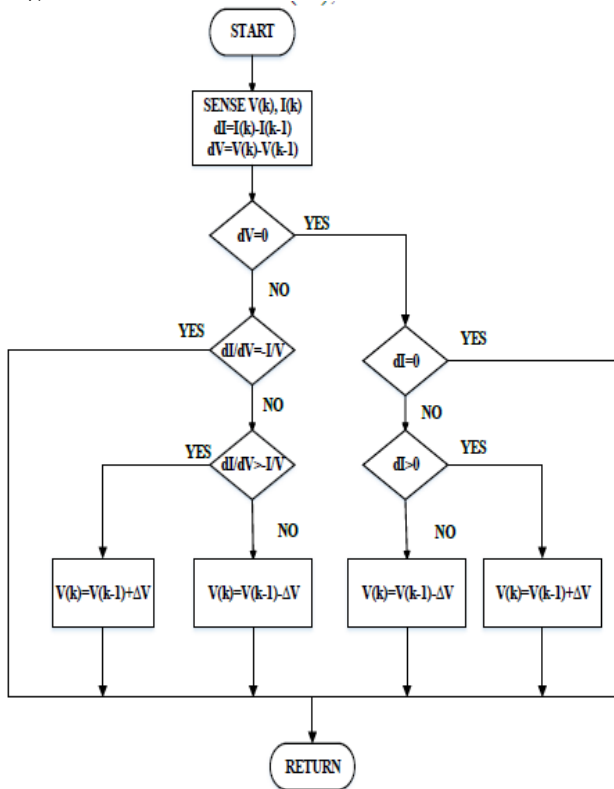 START
SENSE V(k), I(k)
dI=I(k)-I(k-1)
dV=V(k)-V(k-1)
dV=0
YES
NO
YES
dI/dV=-I/V
dI=0
YES
NO
NO
YES
dI/dV>-I/V
dI>0
YES
NO
NO
V(k)=V(k-1)+ΔV
V(k)=V(k-1)-ΔV
V(k)=V(k-1)-ΔV
V(k)=V(k-1)+ΔV
RETURN